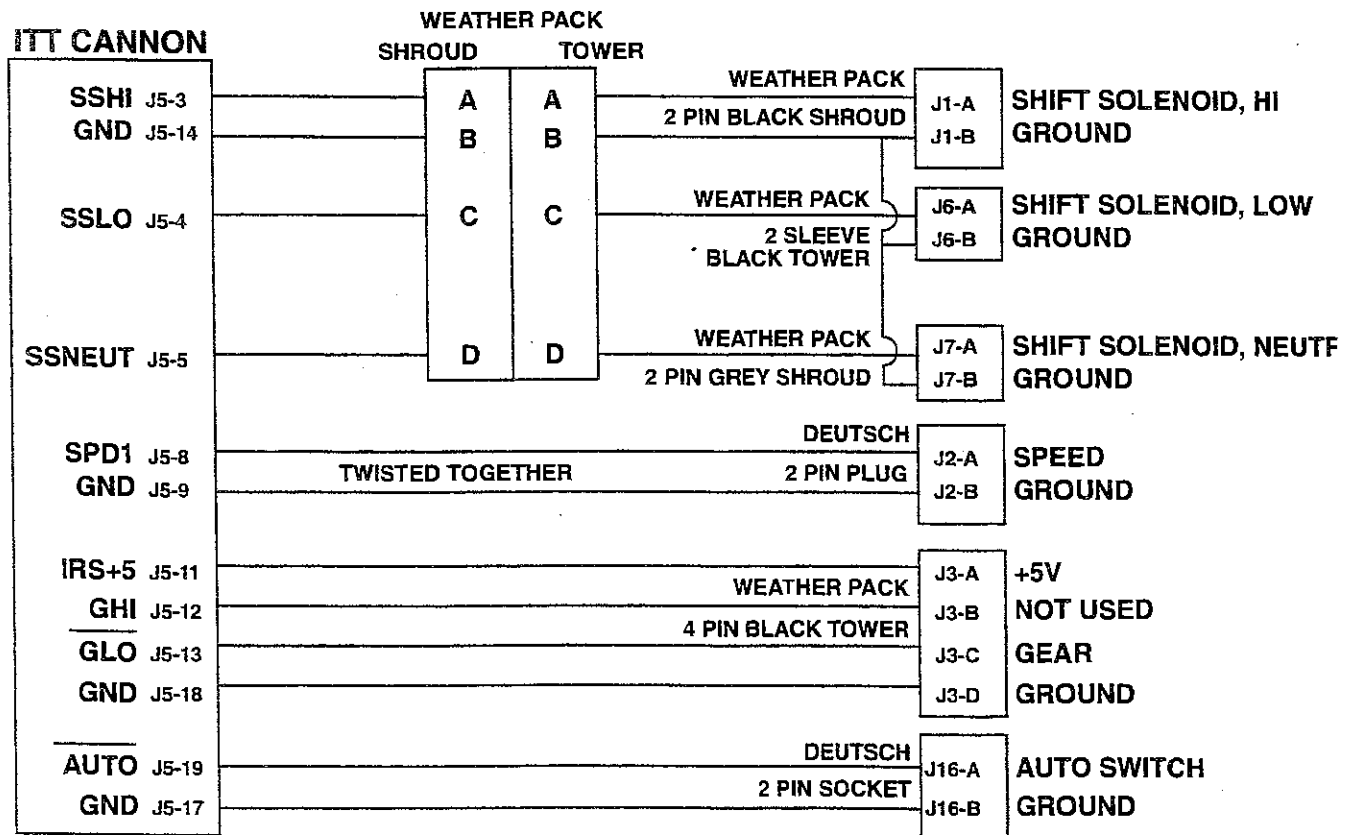 WEATHER PACK
ITT CANNON
SHROUD TOWER
SSHI J5-3 A A WEATHER PACK J1-A SHIFT SOLENOID, HI
2 PIN BLACK SHROUD
GND J5-14 B B J1-B GROUND
SSLO J5-4 C C WEATHER PACK J6-A SHIFT SOLENOID, LOW
2 SLEEVE J6-B GROUND
BLACK TOWER
SSNEUT J5-5 D D WEATHER PACK J7-A SHIFT SOLENOID, NEUTR
2 PIN GREY SHROUD J7-B GROUND
DEUTSCH
SPD1 J5-8 J2-A SPEED
TWISTED TOGETHER 2 PIN PLUG
GND J5-9 J2-B GROUND
IRS+5 J5-11 J3-A +5V
WEATHER PACK
GHI J5-12 J3-B NOT USED
4 PIN BLACK TOWER
GLO J5-13 J3-C GEAR
GND J5-18 J3-D GROUND
DEUTSCH
AUTO J5-19 J16-A AUTO SWITCH
2 PIN SOCKET
GND J5-17 J16-B GROUND